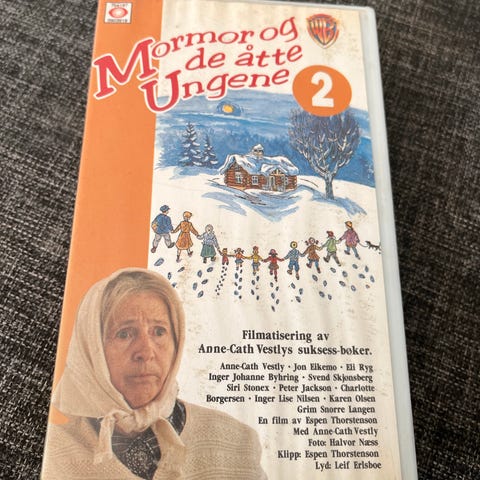 Mormor og
de åtte
Ungene
2
Filmatisering av
Anne-Cath Vestlys suksess-bøker.
Anne-Cath Vestly • Jon Eikemo • Eli Ryg
Inger Johanne Byhring • Svend Skjønsberg
Siri Stonex • Peter Jackson • Charlotte
Borgersen • Inger Lise Nilsen • Karen Olsen
Grim Snorre Langen
En film av Espen Thorstenson
Med Anne-Cath Vestly
Foto: Halvor Næss
Klipp: Espen Thorstenson
Lyd: Leif Erlsboe